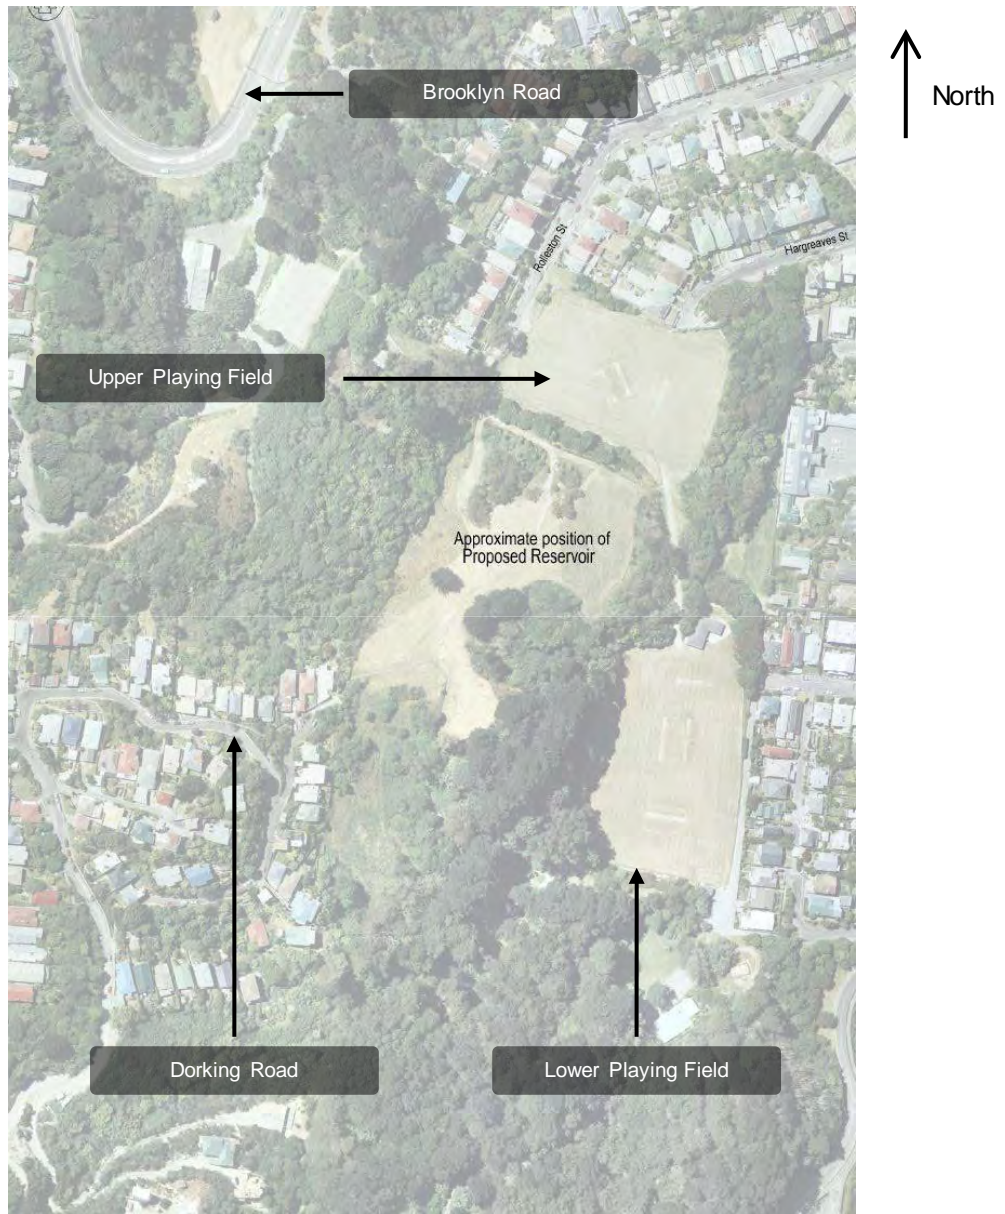 Brooklyn Road
North
Rolleston St
Hargreaves St
Upper Playing Field
Approximate position of
Proposed Reservoir
Dorking Road
Lower Playing Field